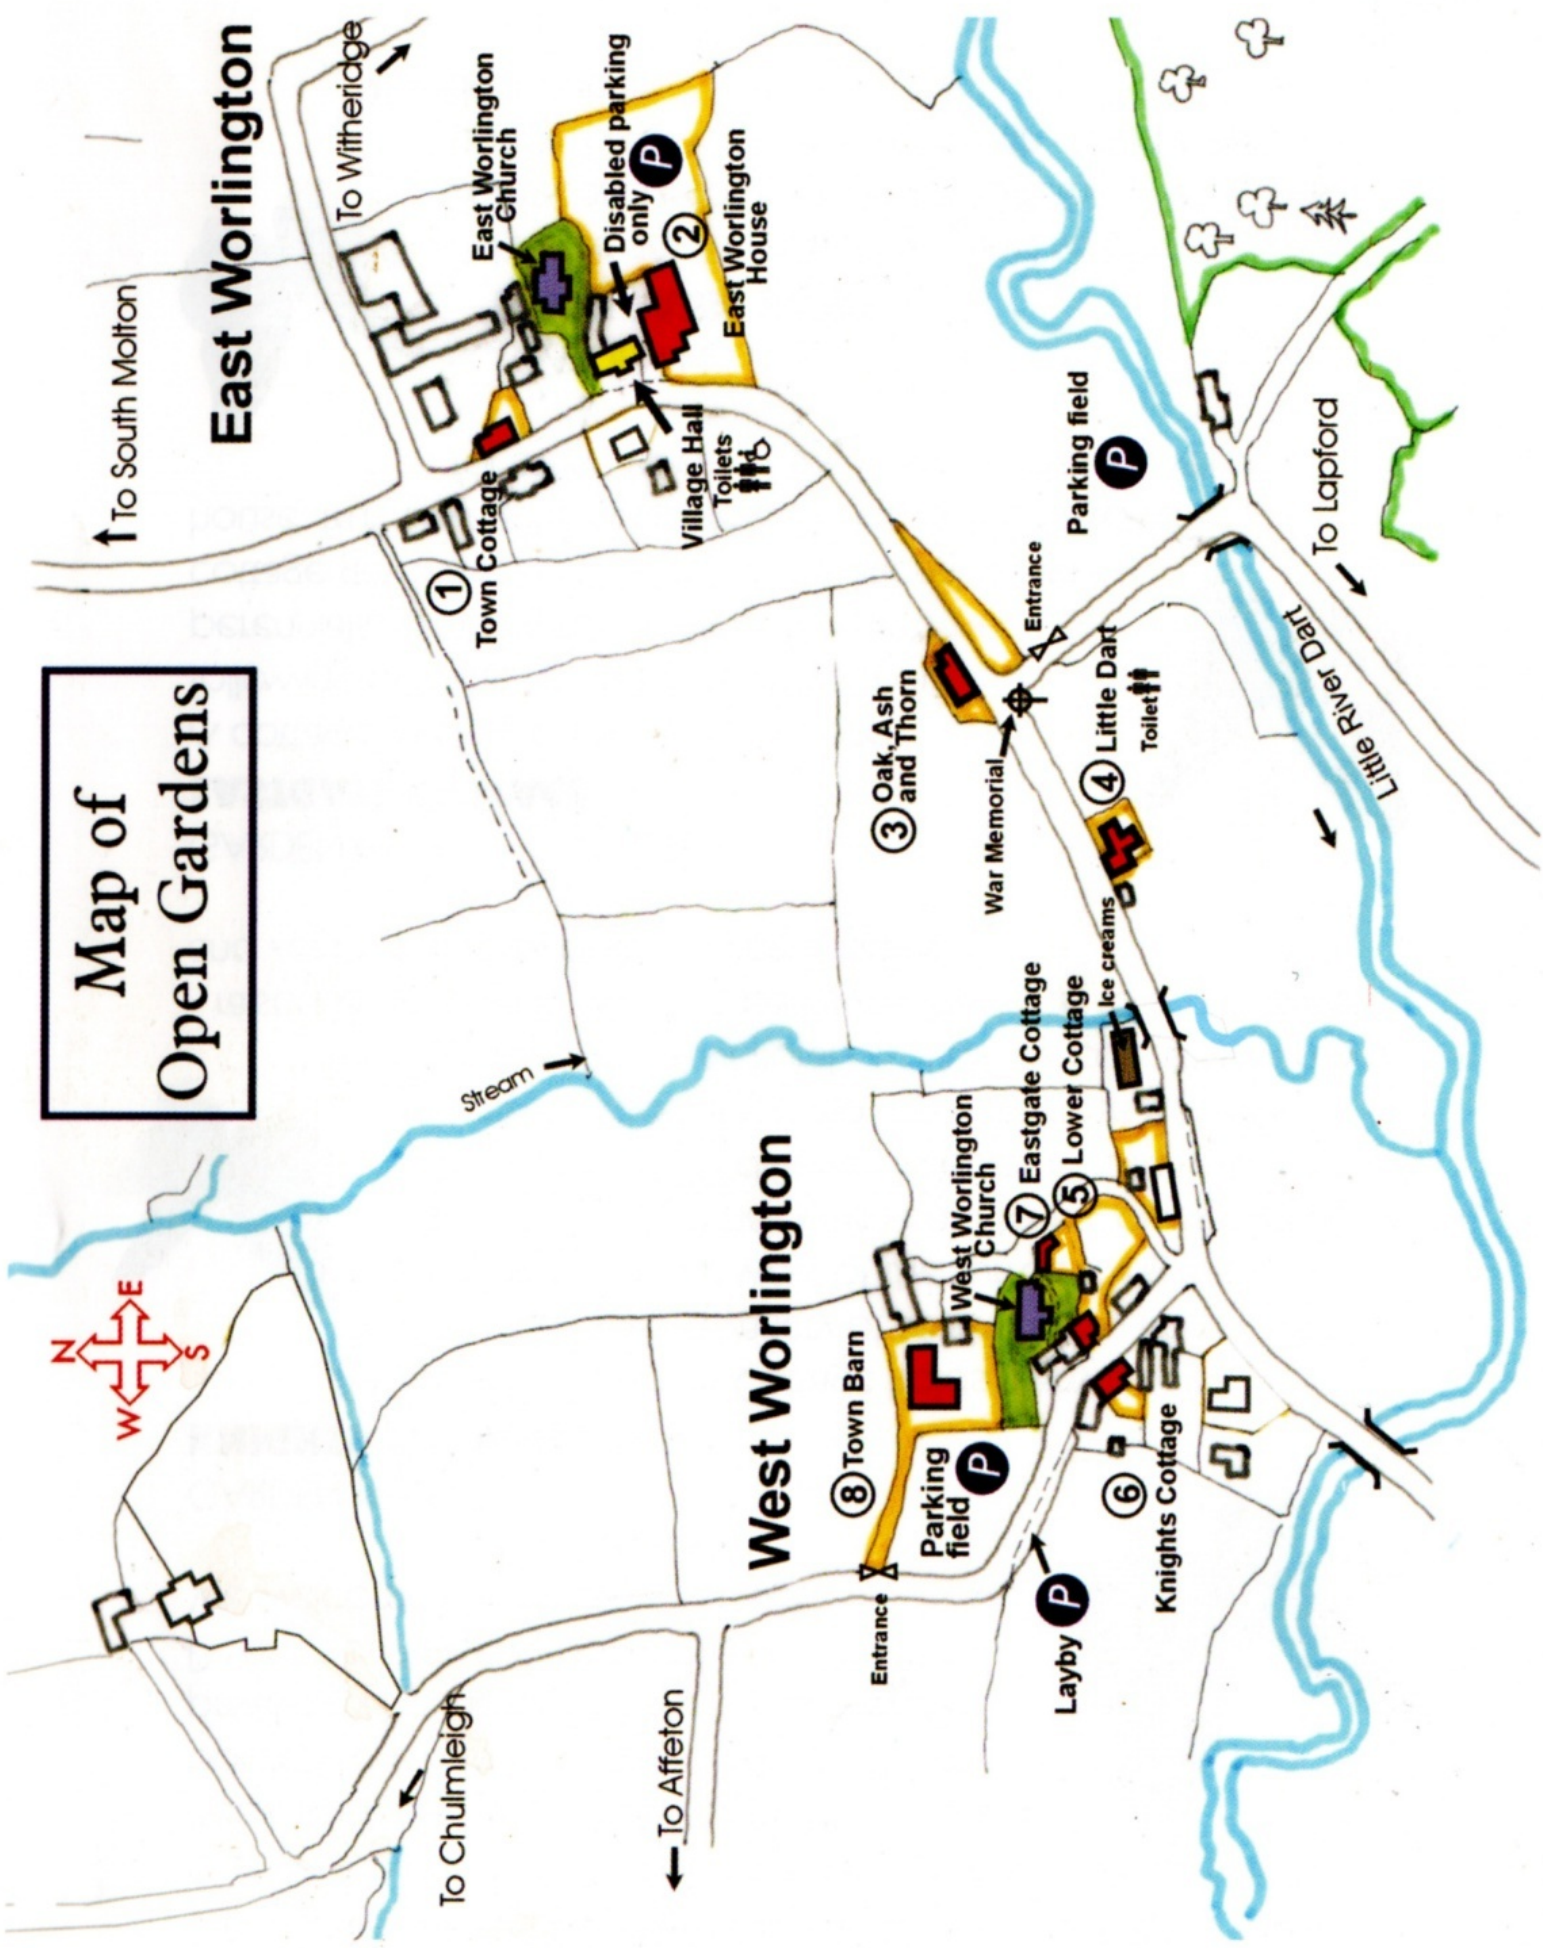 Map of
Open Gardens
N
W
E
S
East Worlington
To South Molton
To Witheridge
East Worlington
Church
Disabled parking
only
P
2
East Worlington
House
1
Town Cottage
Village Hall
Toilets
Parking field
P
Entrance
To Lapford
3
Oak, Ash
and Thorn
War Memorial
4
Little Dart
Toilet
Little River Dart
Ice creams
Stream
West Worlington
7
Eastgate Cottage
5
Lower Cottage
West Worlington
Church
8
Town Barn
Parking
field
P
Entrance
Layby
P
6
Knights Cottage
To Chulmleigh
To Affeton